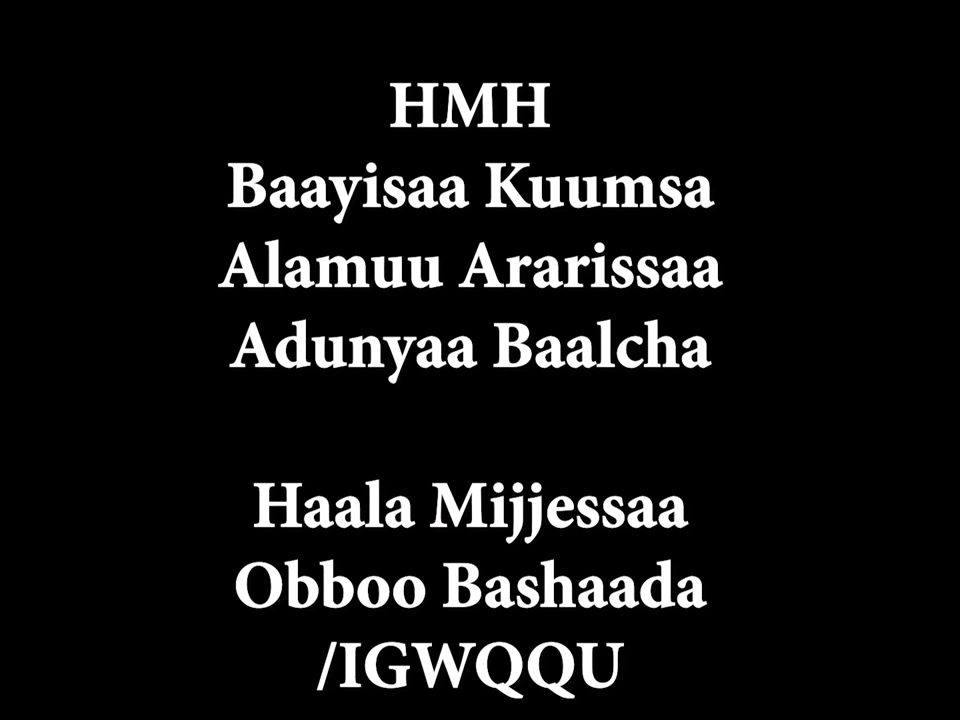 HMH
Baayisaa Kuumsa
Alamuu Ararissaa
Adunyaa Baalcha
Haala Mijjessaa
Obboo Bashaada
/IGWQQU